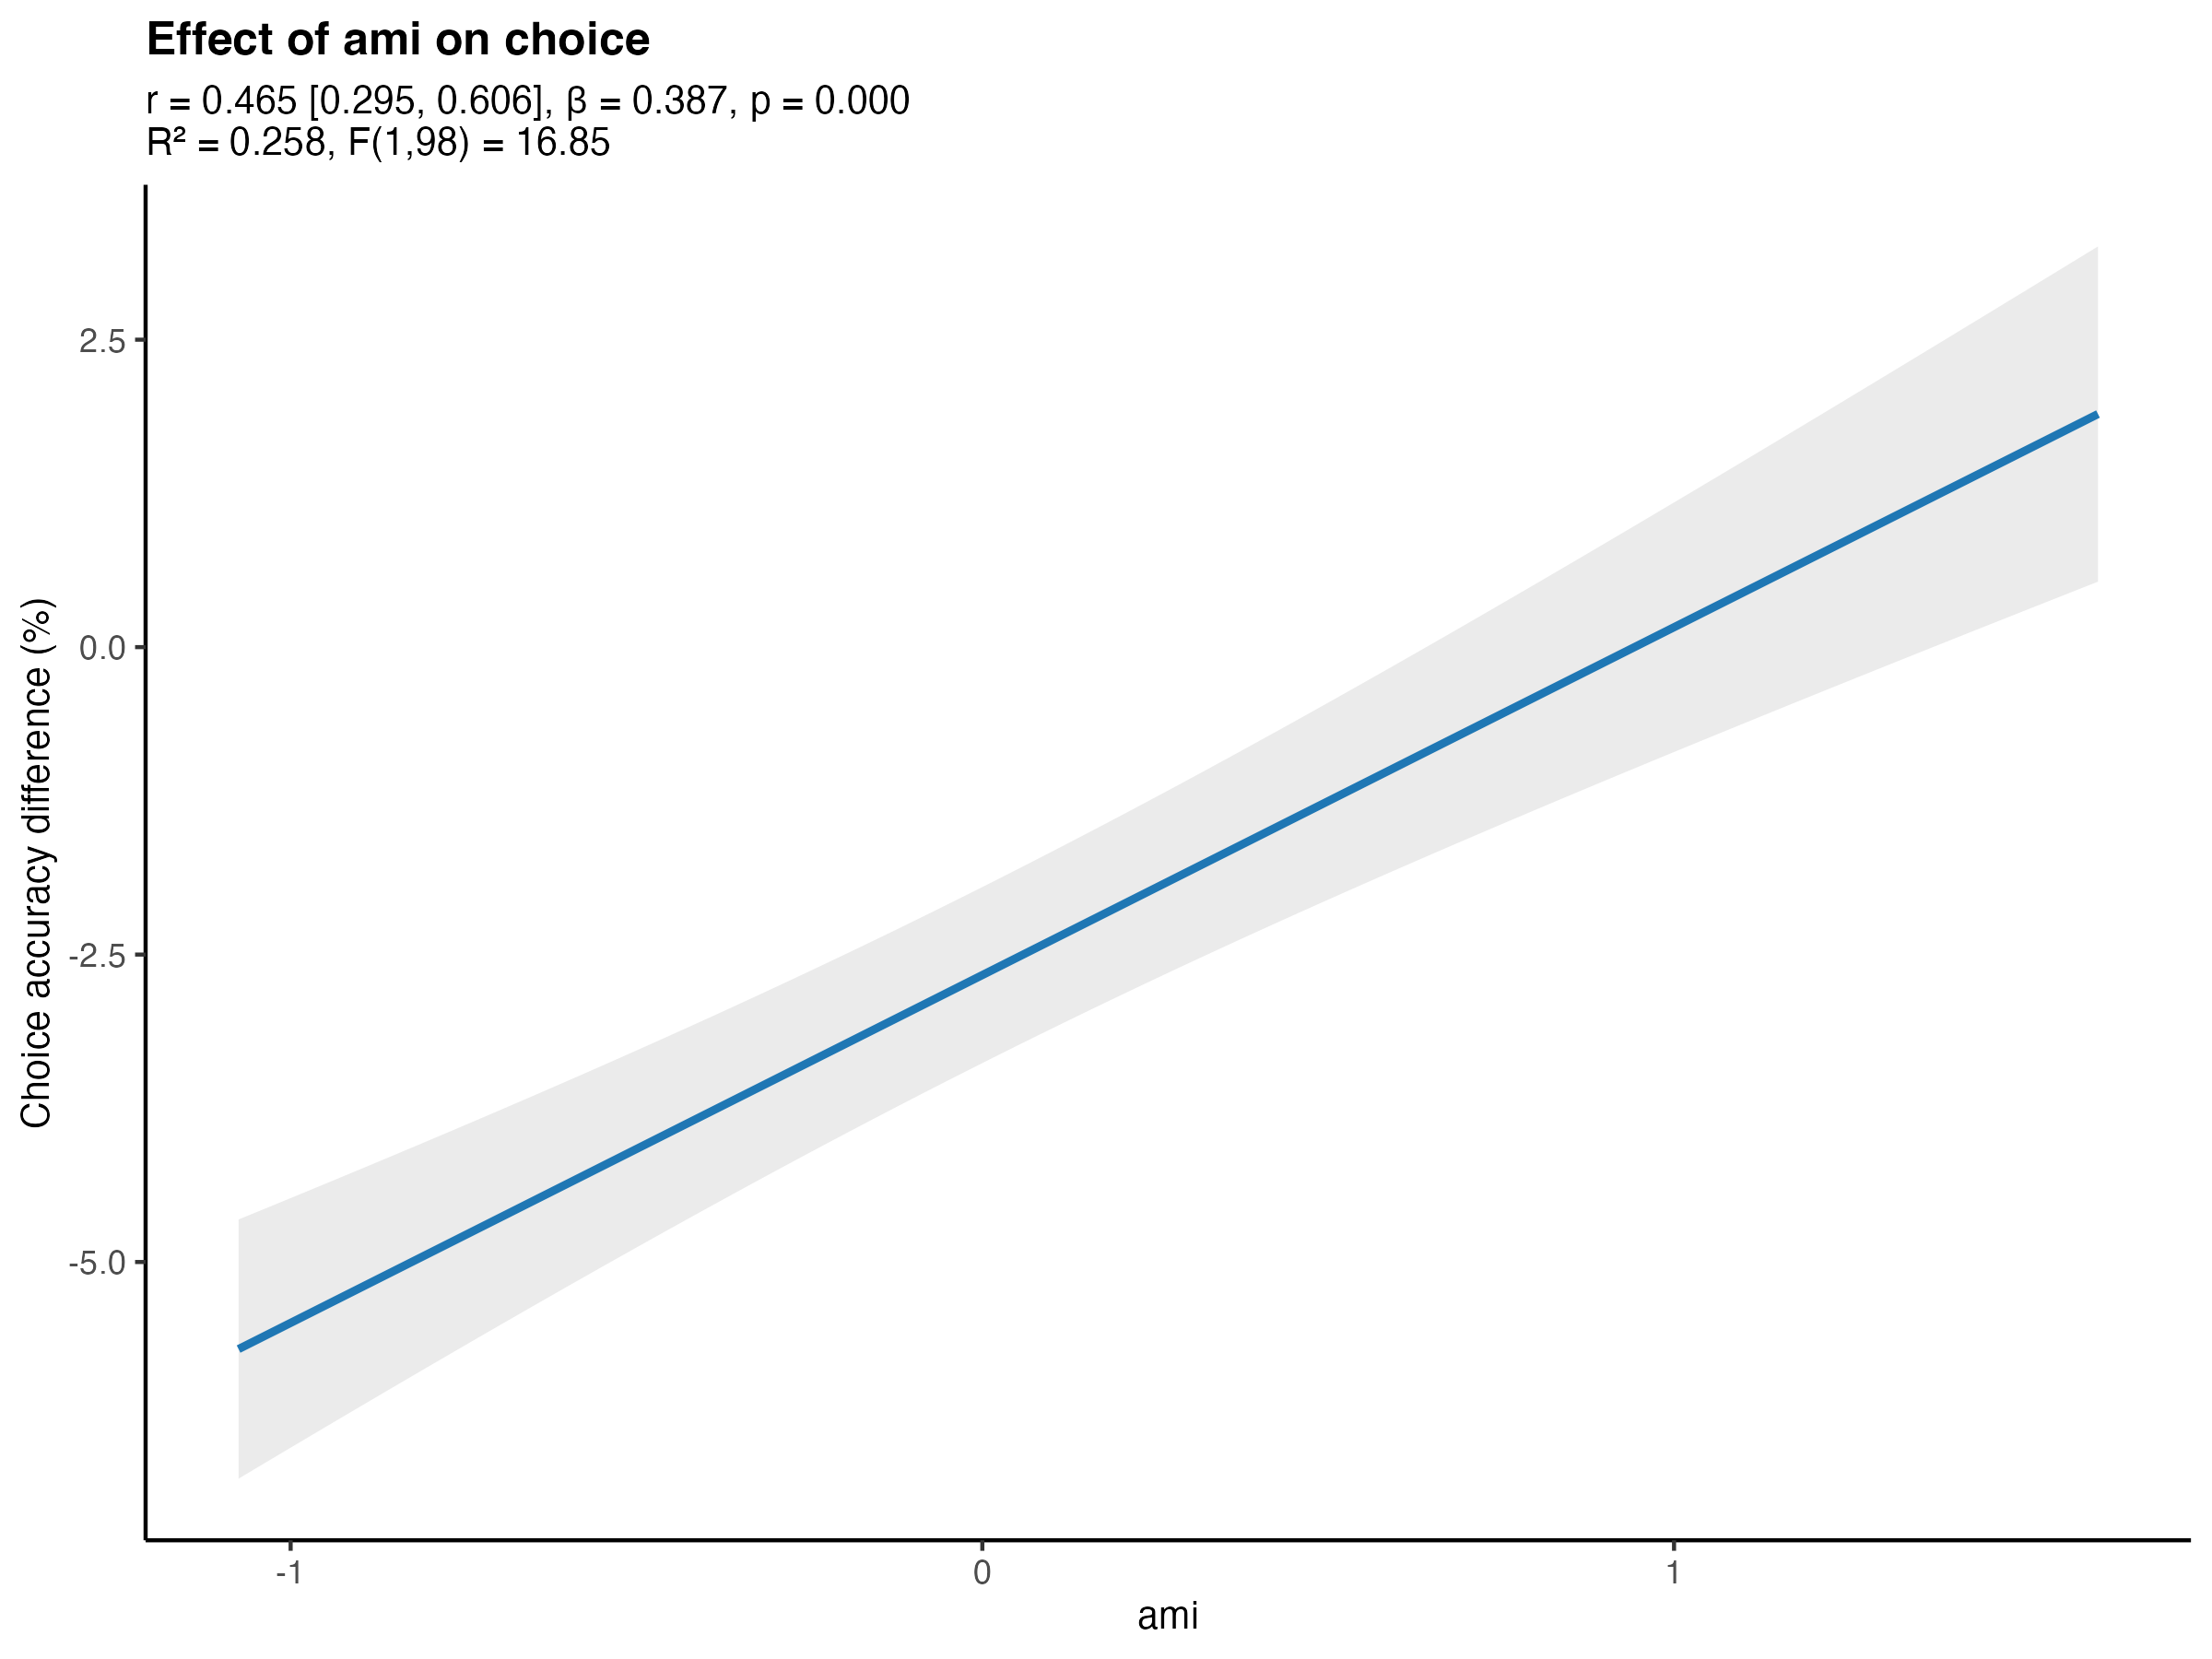 Effect of ami on choice
r = 0.465 [0.295, 0.606], β = 0.387, p = 0.000
R² = 0.258, F(1,98) = 16.85
Choice accuracy difference (%)
2.5
0.0
-2.5
-5.0
-1
0
1
ami